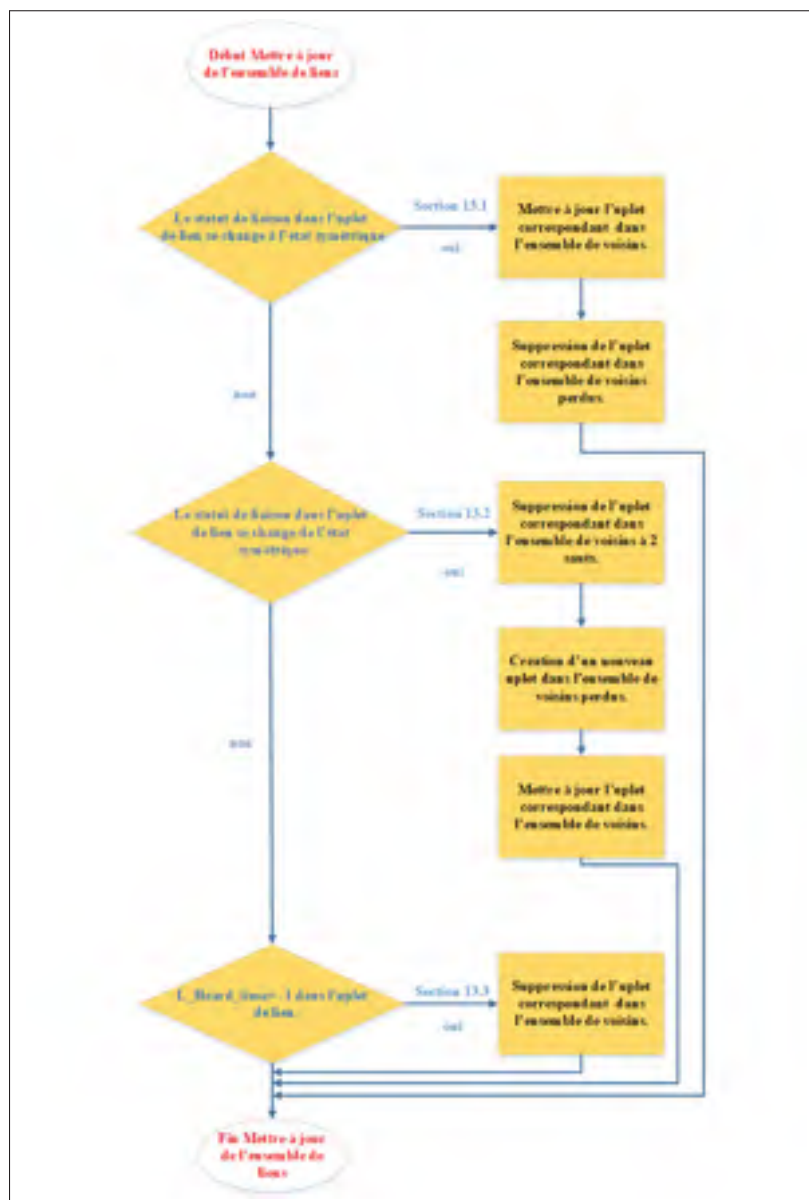 Début Mettre à jour
de l'ensemble de liens
Le statut de liaison dans l'uplet
de lien se change à l'état symétrique
Section 13.1
oui
Mettre à jour l'uplet
correspondant dans
l'ensemble de voisins.
Suppression de l'uplet
correspondant dans
l'ensemble de voisins
perdus.
non
Le statut de liaison dans l'uplet
de lien se change de l'état
symétrique
Section 13.2
oui
Suppression de l'uplet
correspondant dans
l'ensemble de voisins à 2
sauts.
Creation d'un nouveau
uplet dans l'ensemble de
voisins perdus.
non
Mettre à jour l'uplet
correspondant dans
l'ensemble de voisins.
1 dans l'uplet
de lien.
Section 13.3
oui
Suppression de l'uplet
correspondant dans
l'ensemble de voisins.
Fin Mettre à jour
de l'ensemble de
liens